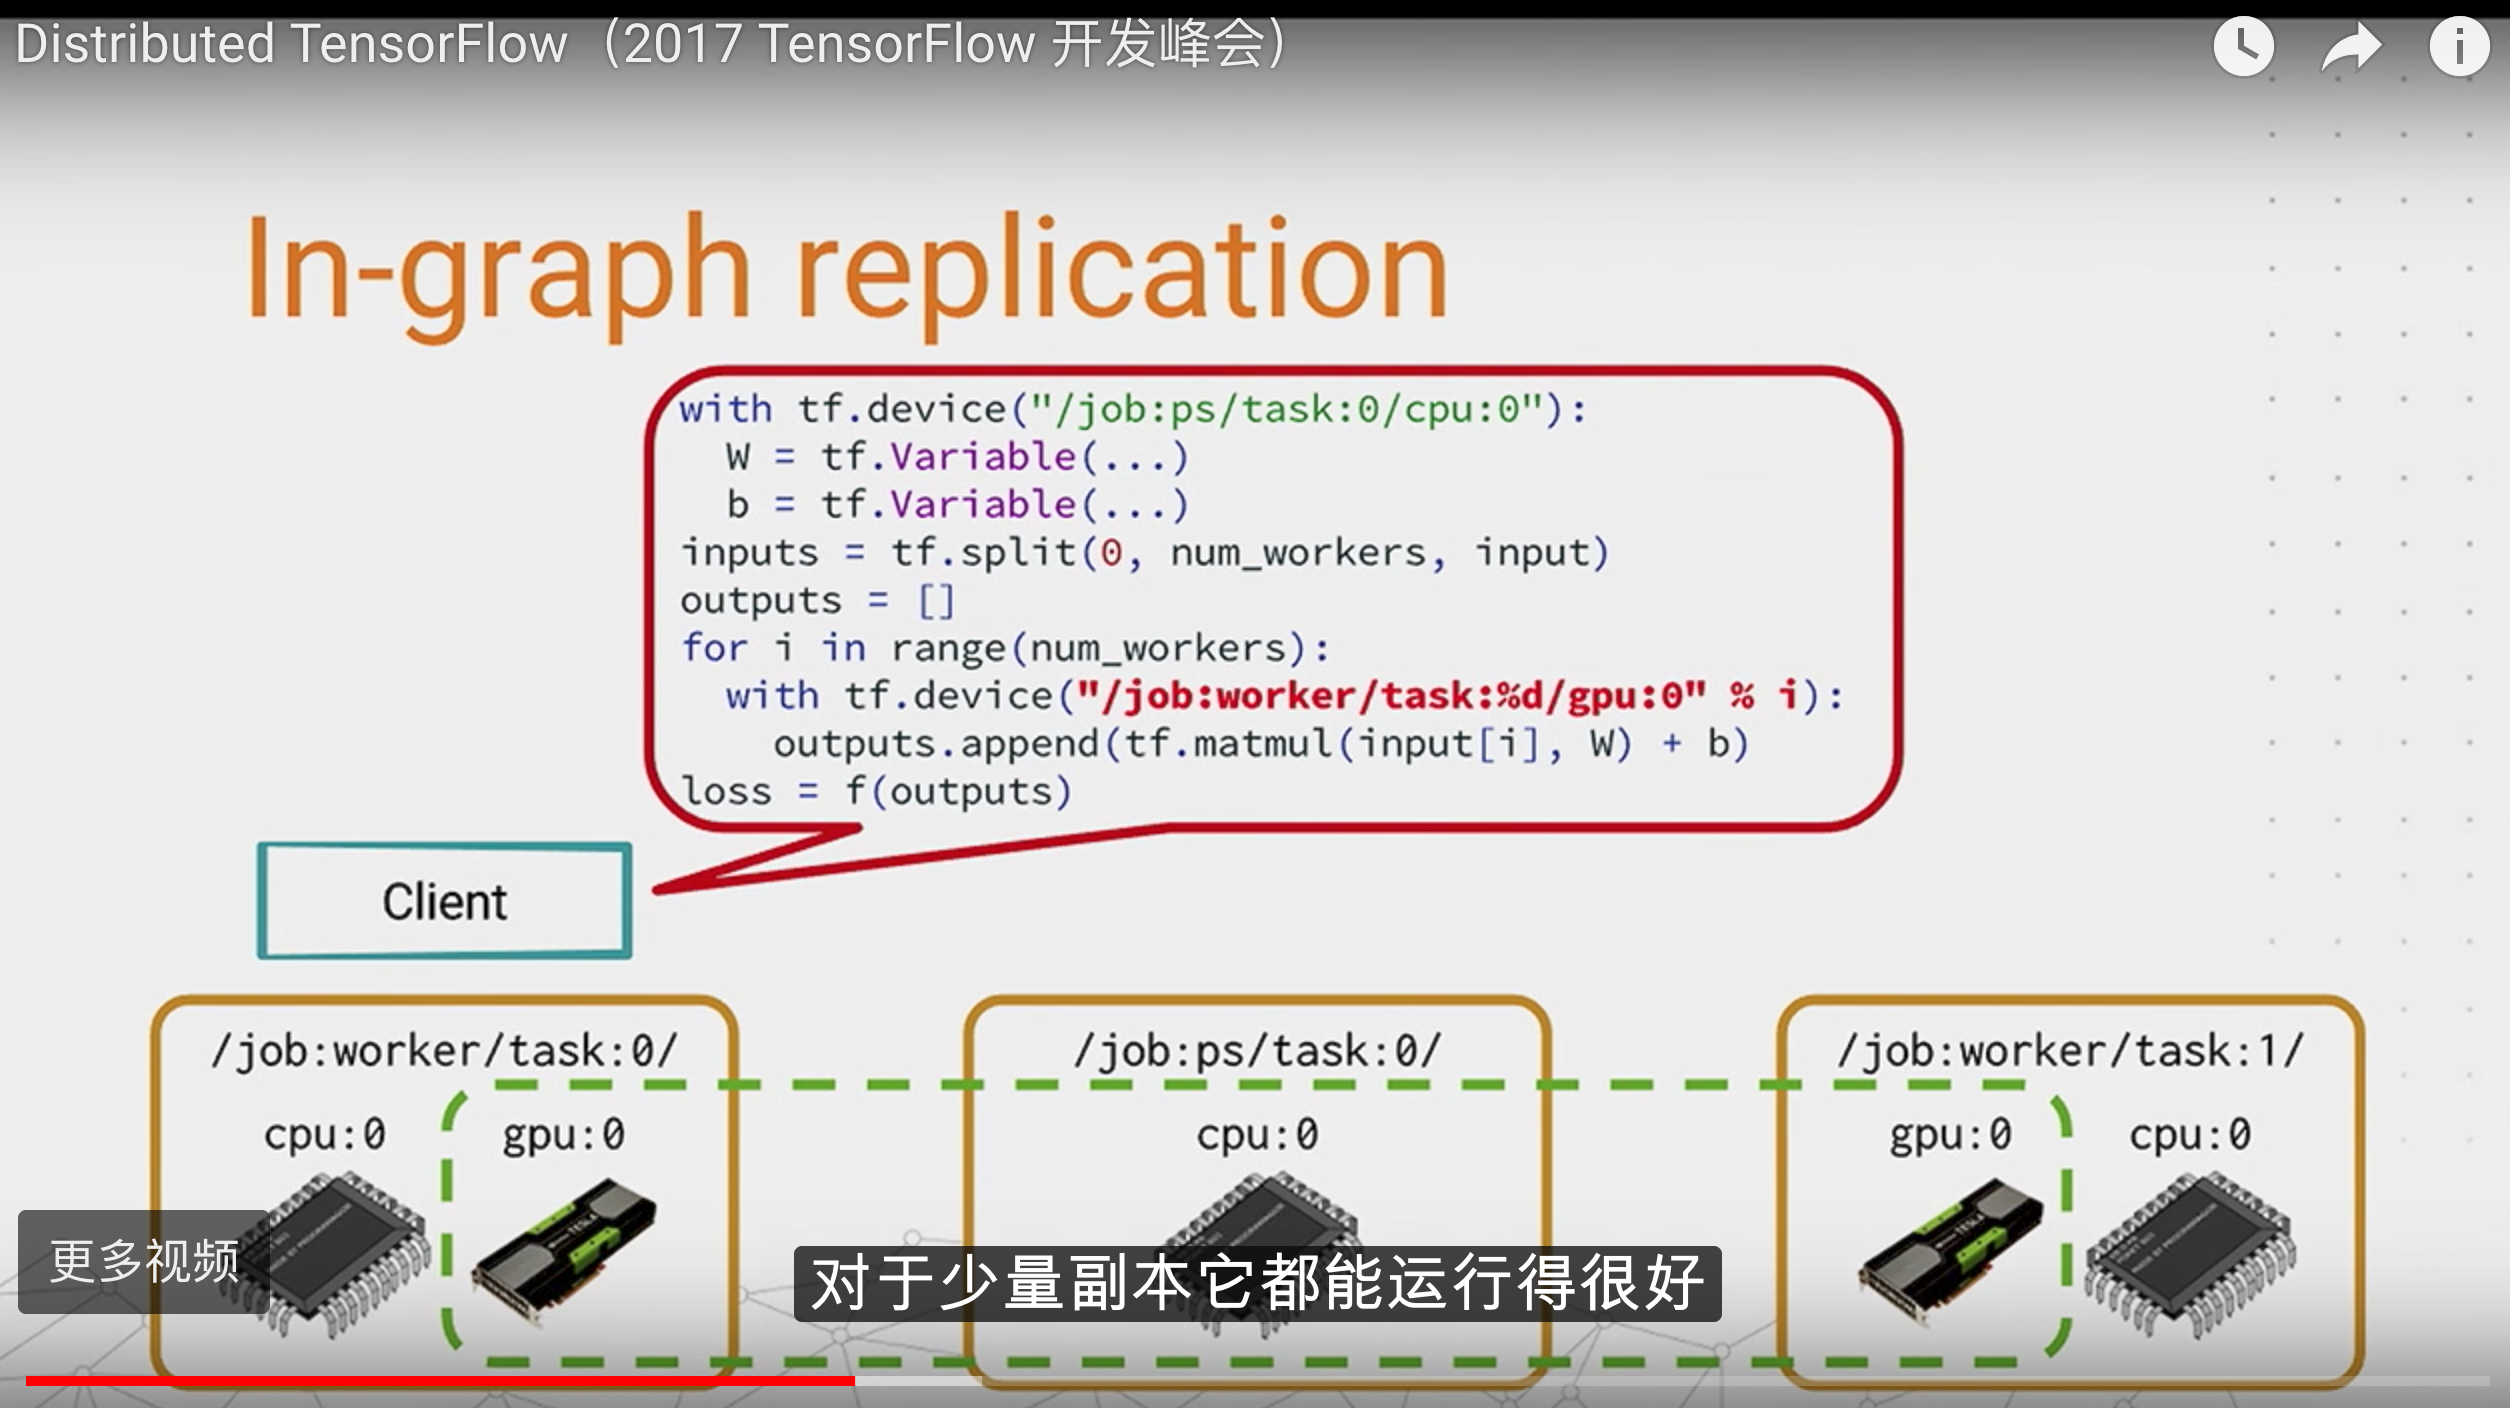 Distributed TensorFlow（2017 TensorFlow 开发峰会）
In-graph replication
with tf.device("/job:ps/task:0/cpu:0"):
  W = tf.Variable(...)
  b = tf.Variable(...)
inputs = tf.split(0, num_workers, input)
outputs = []
for i in range(num_workers):
  with tf.device("/job:worker/task:%d/gpu:0" % i):
    outputs.append(tf.matmul(input[i], W) + b)
loss = f(outputs)
Client
/job:worker/task:0/
cpu:0 gpu:0
/job:ps/task:0/
cpu:0
/job:worker/task:1/
gpu:0 cpu:0
更多视频
对于少量副本它都能运行得很好